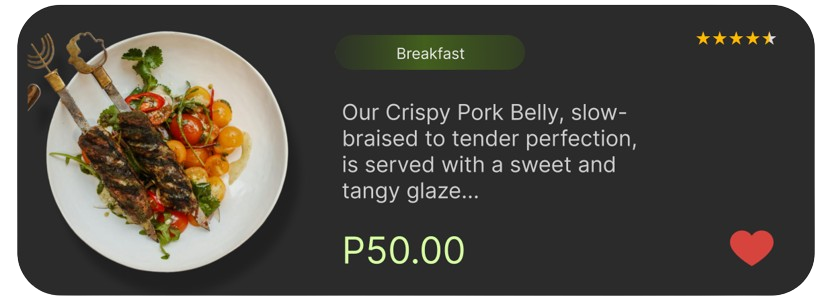 Breakfast
Our Crispy Pork Belly, slow-
braised to tender perfection,
is served with a sweet and
tangy glaze...
P50.00